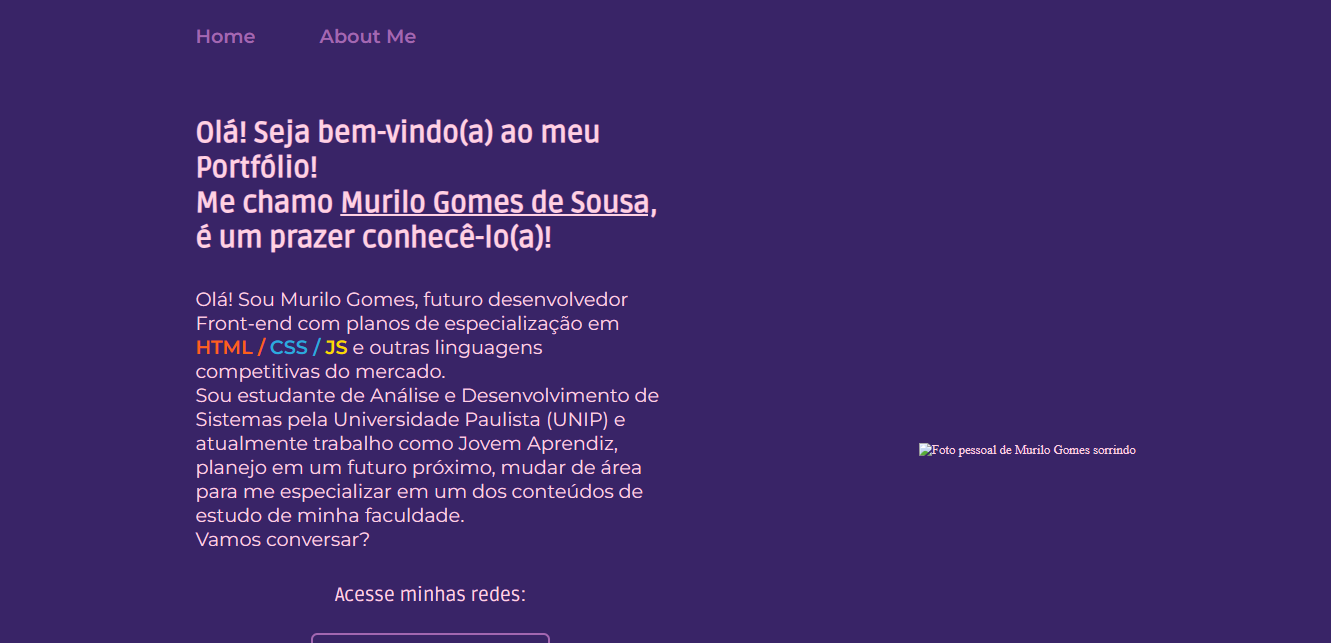 Home About Me
Olá! Seja bem-vindo(a) ao meu
Portfólio!
Me chamo Murilo Gomes de Sousa,
é um prazer conhecê-lo(a)!
Olá! Sou Murilo Gomes, futuro desenvolvedor
Front-end com planos de especialização em
HTML / CSS / JS e outras linguagens
competitivas do mercado.
Sou estudante de Análise e Desenvolvimento de
Sistemas pela Universidade Paulista (UNIP) e
atualmente trabalho como Jovem Aprendiz,
planejo em um futuro próximo, mudar de área
para me especializar em um dos conteúdos de
estudo de minha faculdade.
Vamos conversar?
Foto pessoal de Murilo Gomes sorrindo
Acesse minhas redes: